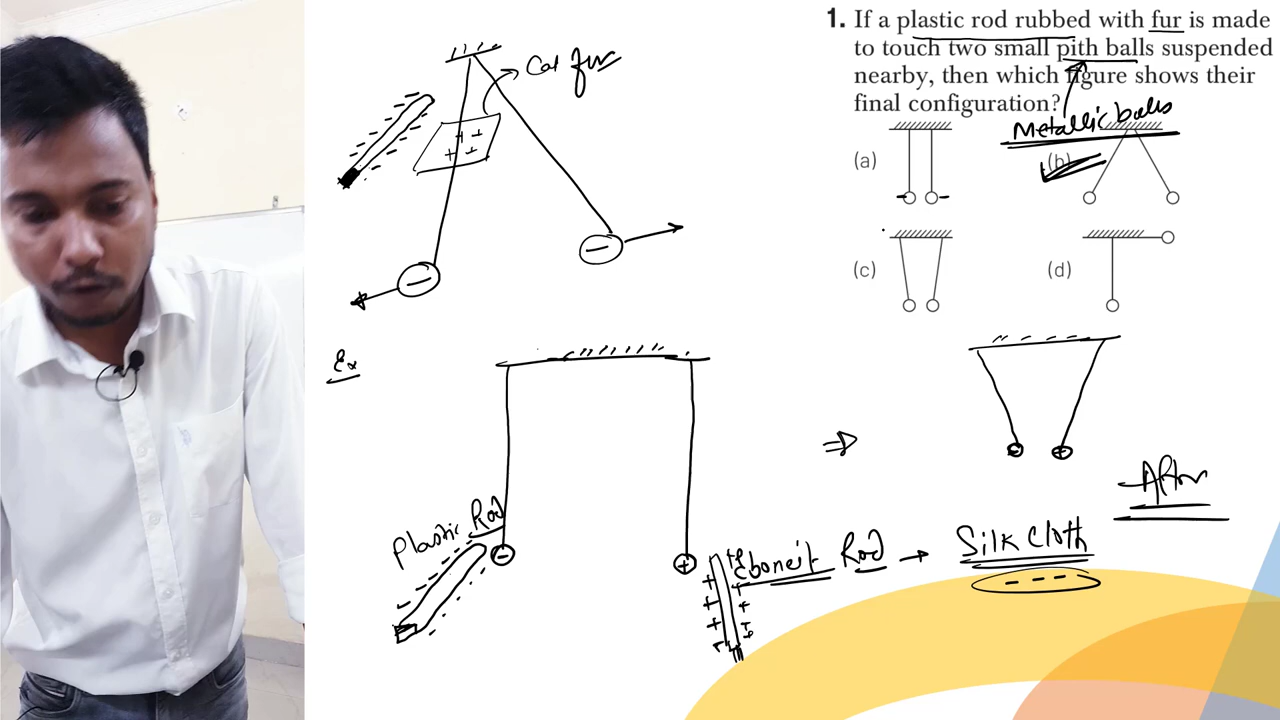 1. If a plastic rod rubbed with fur is made
to touch two small pith balls suspended
nearby, then which figure shows their
final configuration?
Metallic balls
(a)
(b)
(c)
(d)
Cat fur
Ex
Plastic Rod
Eboneit Rod → Silk Cloth
After